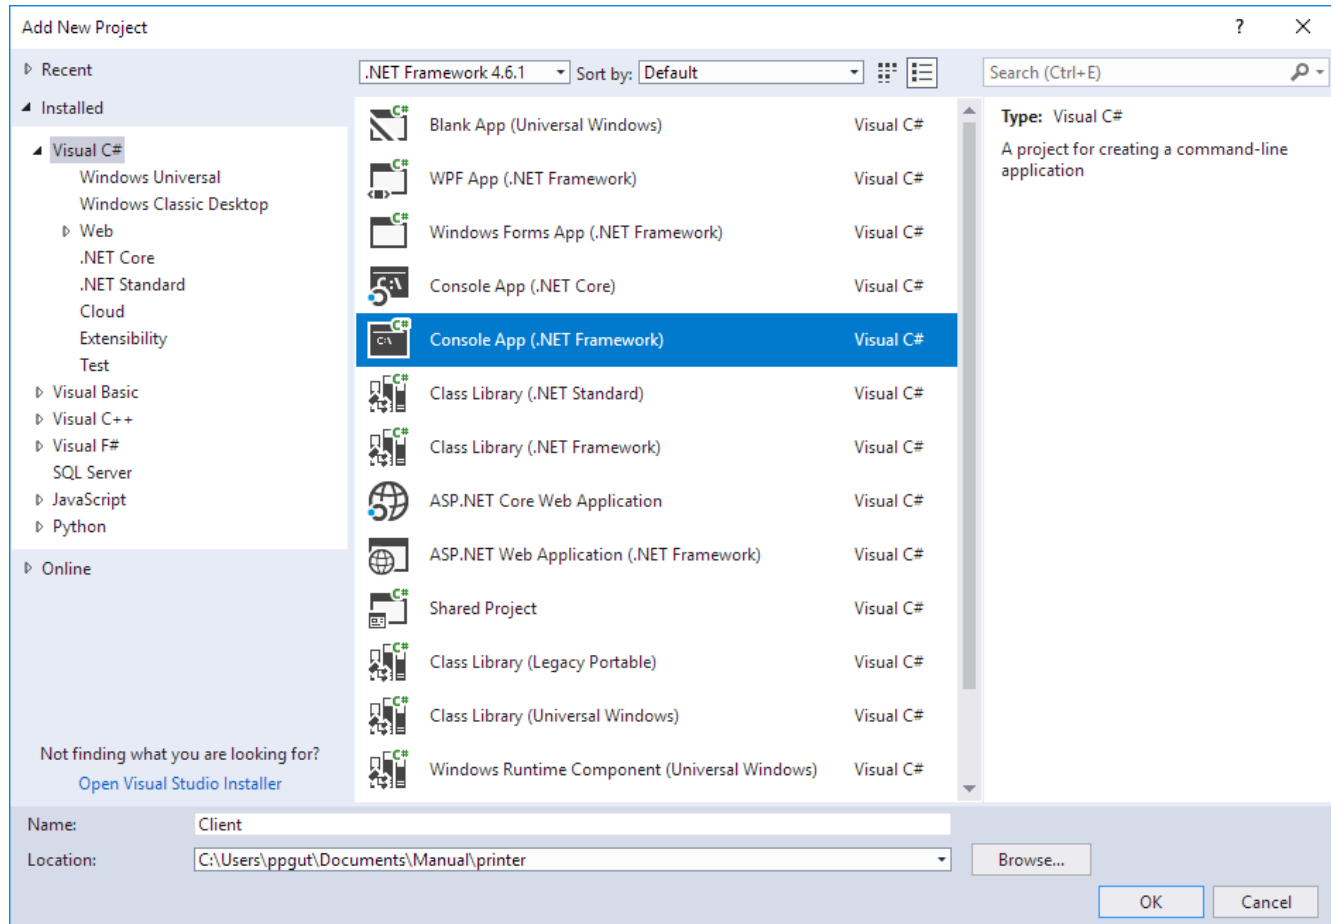 Add New Project
?
Recent
.NET Framework 4.6.1
Sort by: Default
Search (Ctrl+E)
Installed
Visual C#
Windows Universal
Windows Classic Desktop
Web
.NET Core
.NET Standard
Cloud
Extensibility
Test
Visual Basic
Visual C++
Visual F#
SQL Server
JavaScript
Python
Online
Not finding what you are looking for?
Open Visual Studio Installer
C# Blank App (Universal Windows) Visual C#
C# WPF App (.NET Framework) Visual C#
C# Windows Forms App (.NET Framework) Visual C#
C:\ Console App (.NET Core) Visual C#
C# C:\ Console App (.NET Framework) Visual C#
C# Class Library (.NET Standard) Visual C#
C# Class Library (.NET Framework) Visual C#
ASP.NET Core Web Application Visual C#
ASP.NET Web Application (.NET Framework) Visual C#
C# Shared Project Visual C#
C# Class Library (Legacy Portable) Visual C#
C# Class Library (Universal Windows) Visual C#
C# Windows Runtime Component (Universal Windows) Visual C#
Type: Visual C#
A project for creating a command-line
application
Name: Client
Location: C:\Users\ppgut\Documents\Manual\printer
Browse...
OK
Cancel